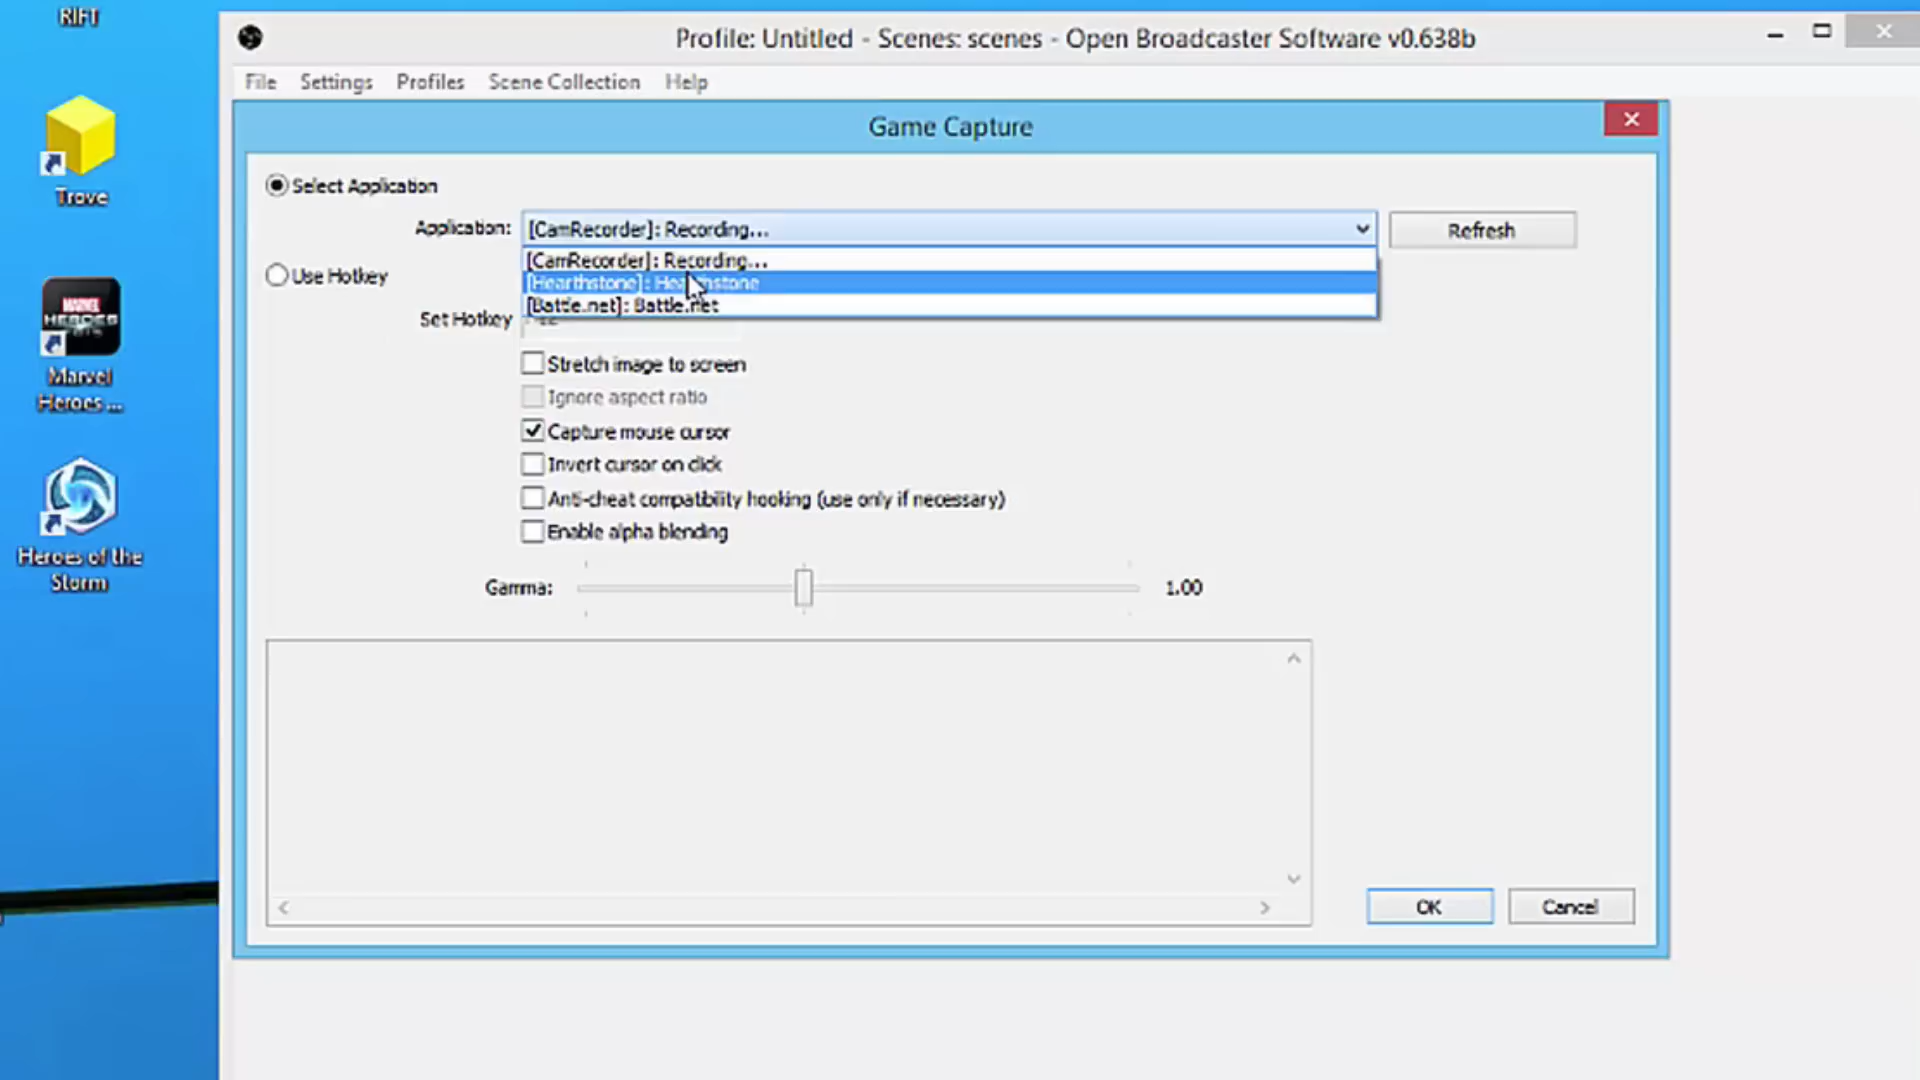 RIFT
Profile: Untitled - Scenes: scenes - Open Broadcaster Software v0.638b
File Settings Profiles Scene Collection Help
Game Capture
Select Application
Application: [CamRecorder]: Recording... Refresh
[CamRecorder]: Recording...
[Hearthstone]: Hearthstone
[Battle.net]: Battle.net
Use Hotkey
Set Hotkey
Stretch image to screen
Ignore aspect ratio
Capture mouse cursor
Invert cursor on click
Anti-cheat compatibility hooking (use only if necessary)
Enable alpha blending
Gamma: 1.00
OK Cancel
Trove
MARVEL
HEROES
Marvel
Heroes ...
Heroes of the
Storm